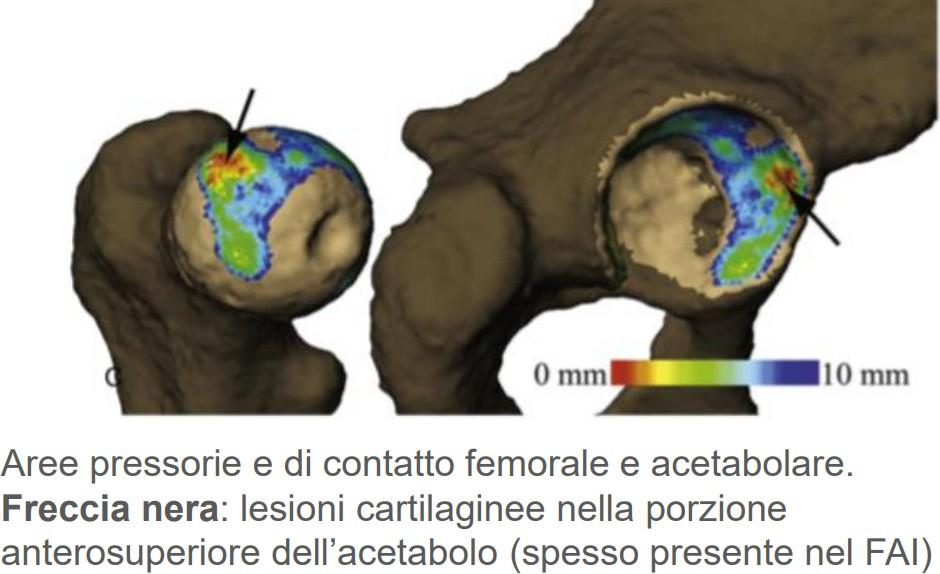 C
0 mm 10 mm
Aree pressorie e di contatto femorale e acetabolare.
Freccia nera: lesioni cartilaginee nella porzione
anterosuperiore dell’acetabolo (spesso presente nel FAI)